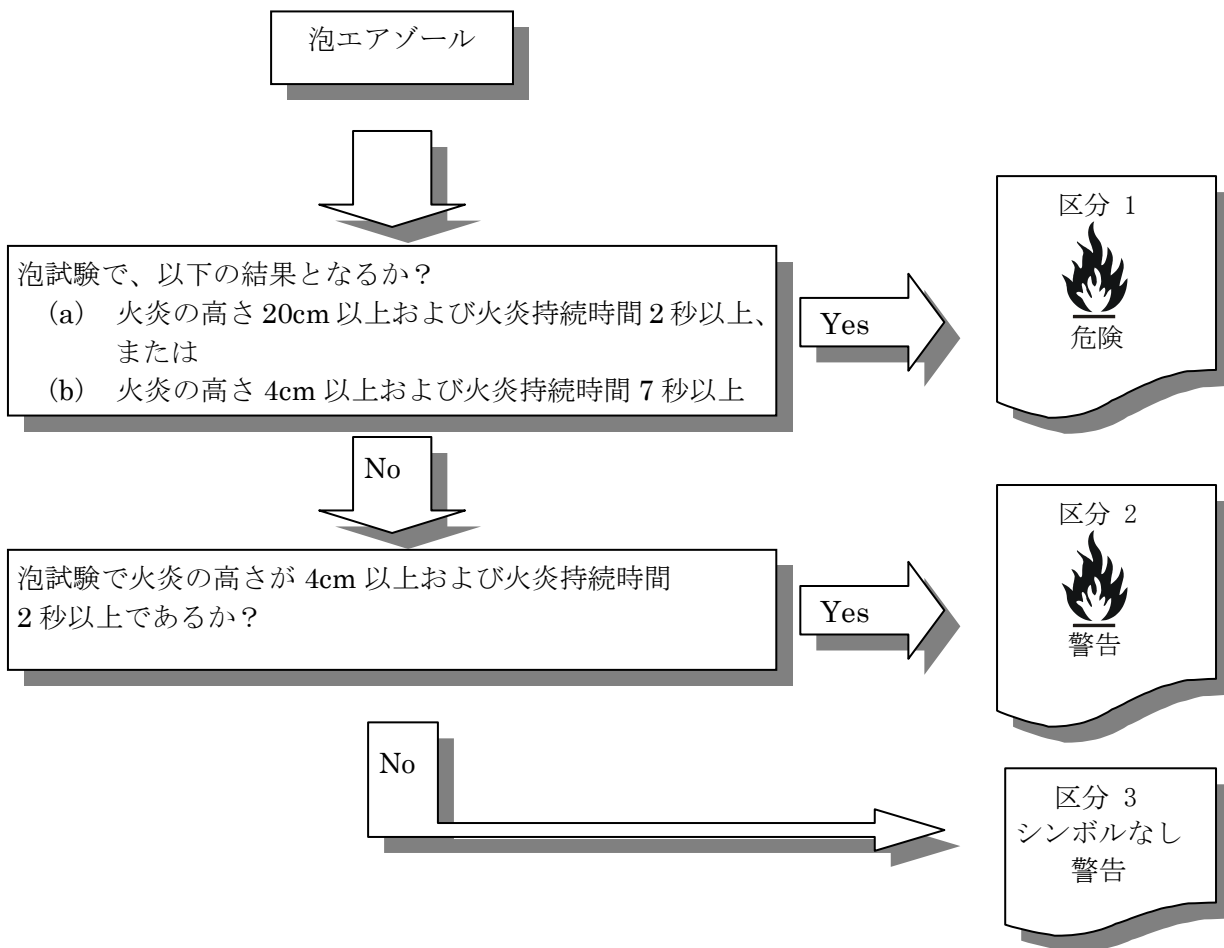 泡エアゾール
泡試験で、以下の結果となるか？
(a) 火炎の高さ 20cm 以上および火炎持続時間 2 秒以上、
または
(b) 火炎の高さ 4cm 以上および火炎持続時間 7 秒以上
Yes
区分 1
危険
No
泡試験で火炎の高さが 4cm 以上および火炎持続時間
2 秒以上であるか？
Yes
区分 2
警告
No
区分 3
シンボルなし
警告